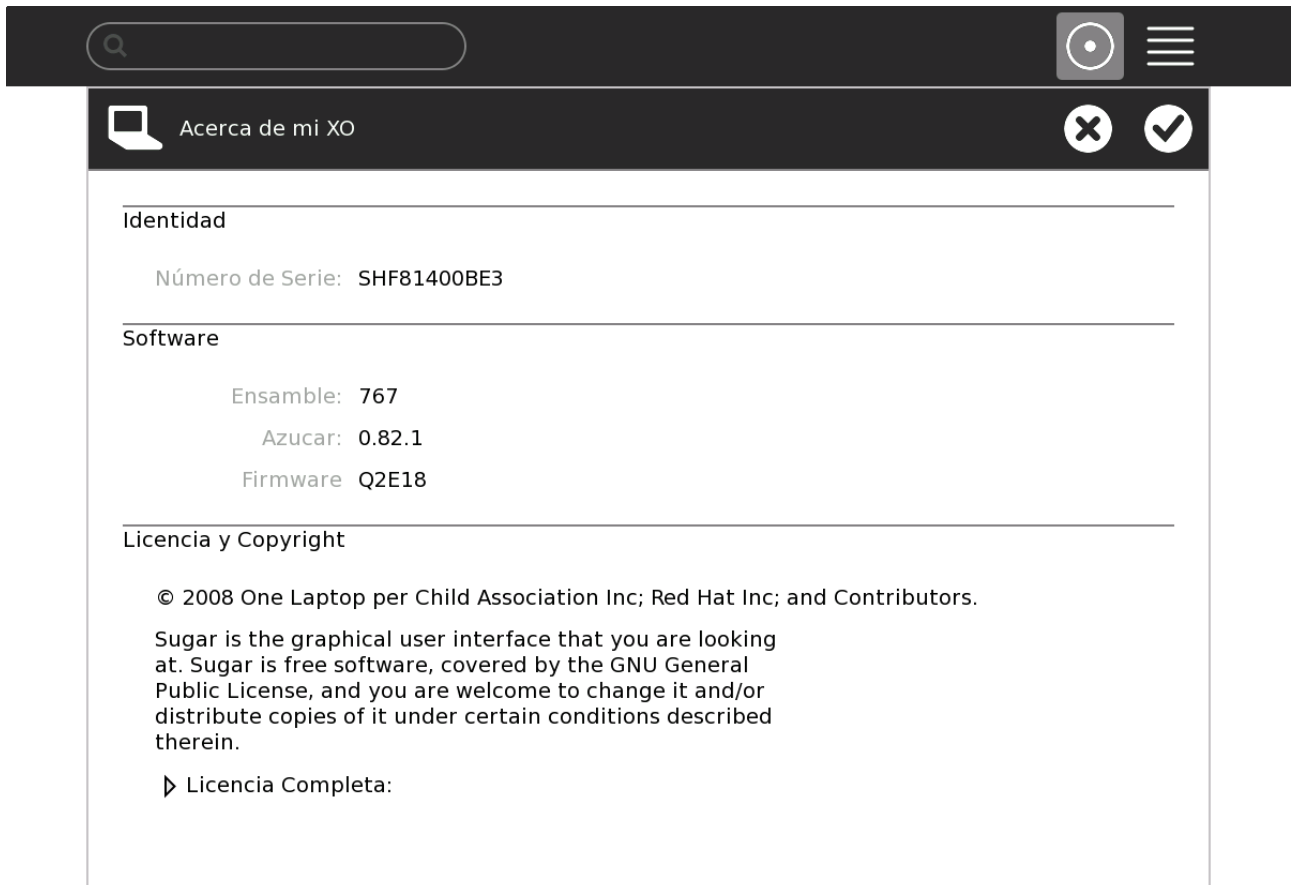 Acerca de mi XO
Identidad
Número de Serie: SHF81400BE3
Software
Ensamble: 767
Azucar: 0.82.1
Firmware Q2E18
Licencia y Copyright
© 2008 One Laptop per Child Association Inc; Red Hat Inc; and Contributors.
Sugar is the graphical user interface that you are looking
at. Sugar is free software, covered by the GNU General
Public License, and you are welcome to change it and/or
distribute copies of it under certain conditions described
therein.
Licencia Completa: